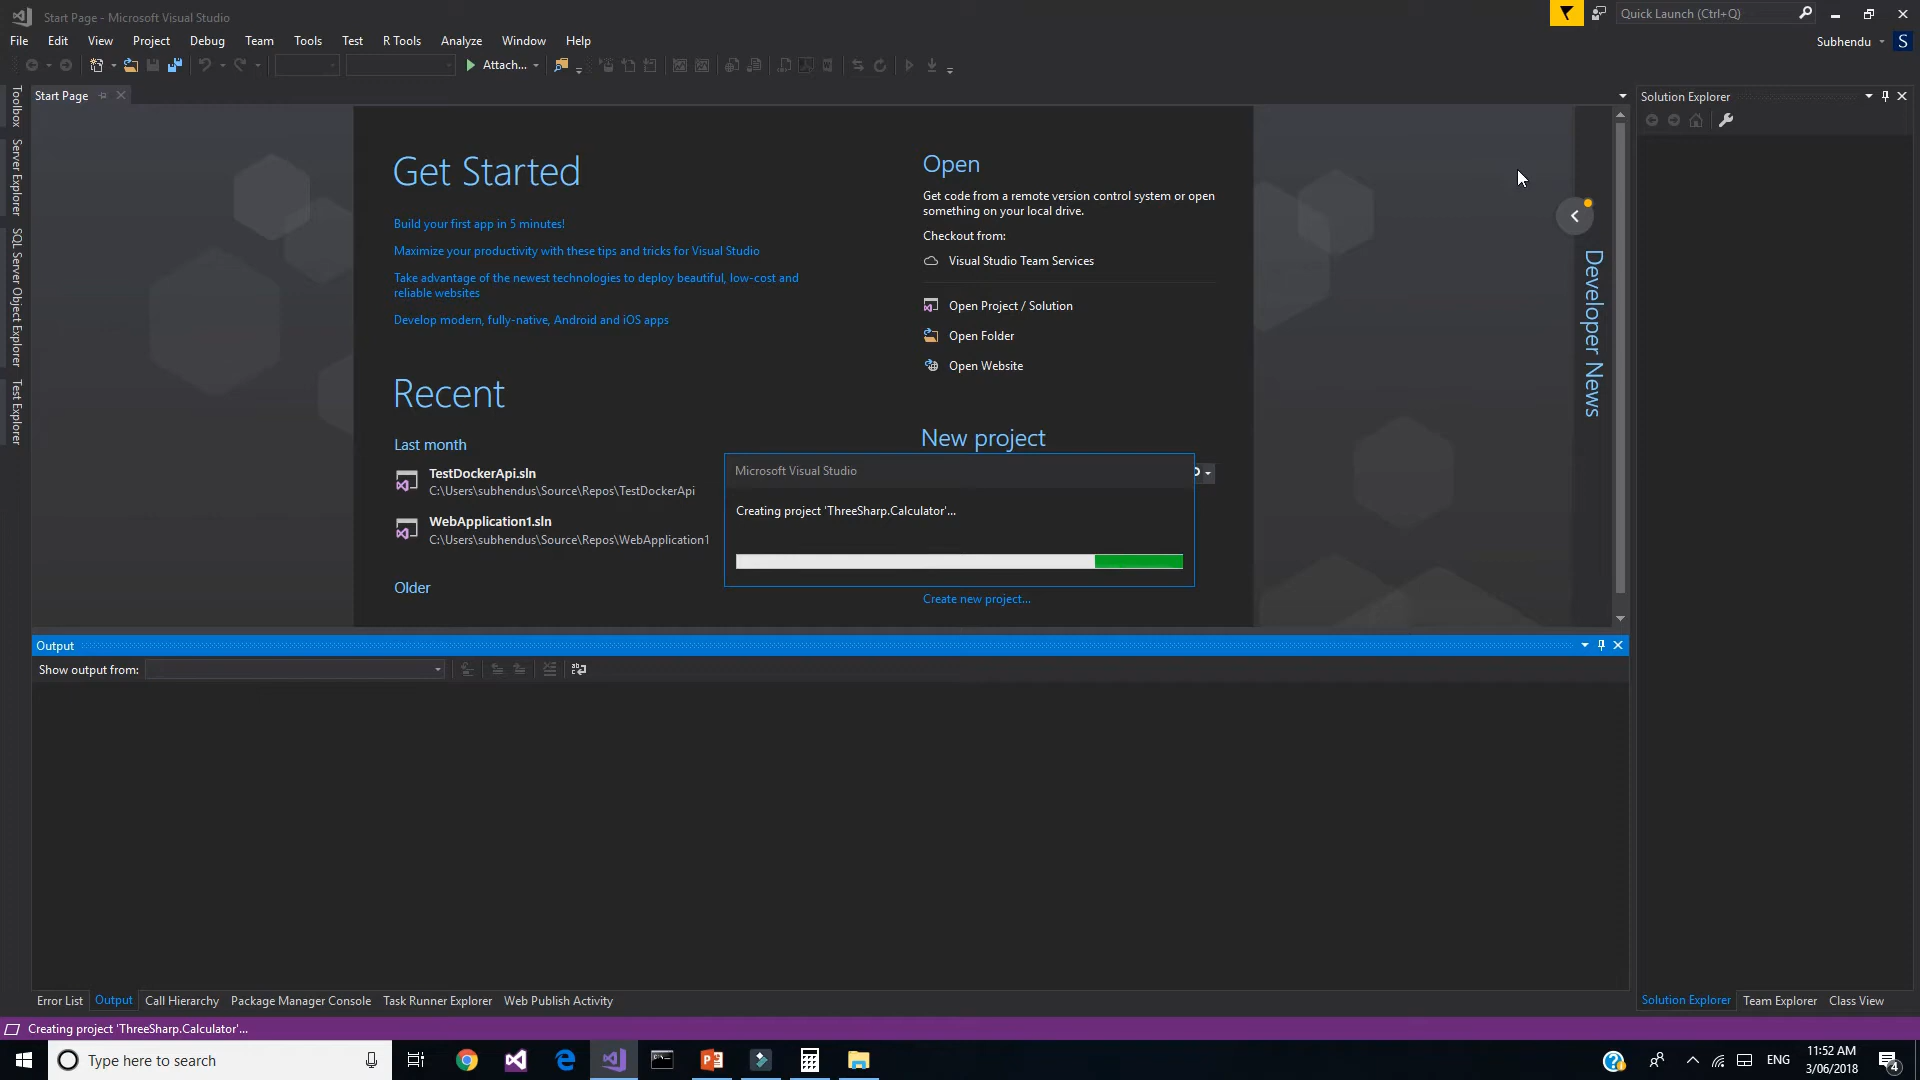 Start Page - Microsoft Visual Studio
Quick Launch (Ctrl+Q)
File Edit View Project Debug Team Tools Test R Tools Analyze Window Help
Subhendu
S
Attach...
Start Page
Toolbox
Server Explorer
SQL Server Object Explorer
Test Explorer
Get Started
Build your first app in 5 minutes!
Maximize your productivity with these tips and tricks for Visual Studio
Take advantage of the newest technologies to deploy beautiful, low-cost and
reliable websites
Develop modern, fully-native, Android and iOS apps
Recent
Last month
TestDockerApi.sln
C:\Users\subhendus\Source\Repos\TestDockerApi
WebApplication1.sln
C:\Users\subhendus\Source\Repos\WebApplication1
Older
Open
Get code from a remote version control system or open
something on your local drive.
Checkout from:
Visual Studio Team Services
Open Project / Solution
Open Folder
Open Website
New project
Microsoft Visual Studio
Creating project 'ThreeSharp.Calculator'...
Create new project...
Developer News
Solution Explorer
Output
Show output from:
Error List Output Call Hierarchy Package Manager Console Task Runner Explorer Web Publish Activity
Solution Explorer Team Explorer Class View
Creating project 'ThreeSharp.Calculator'...
Type here to search
ENG
11:52 AM
3/06/2018
4